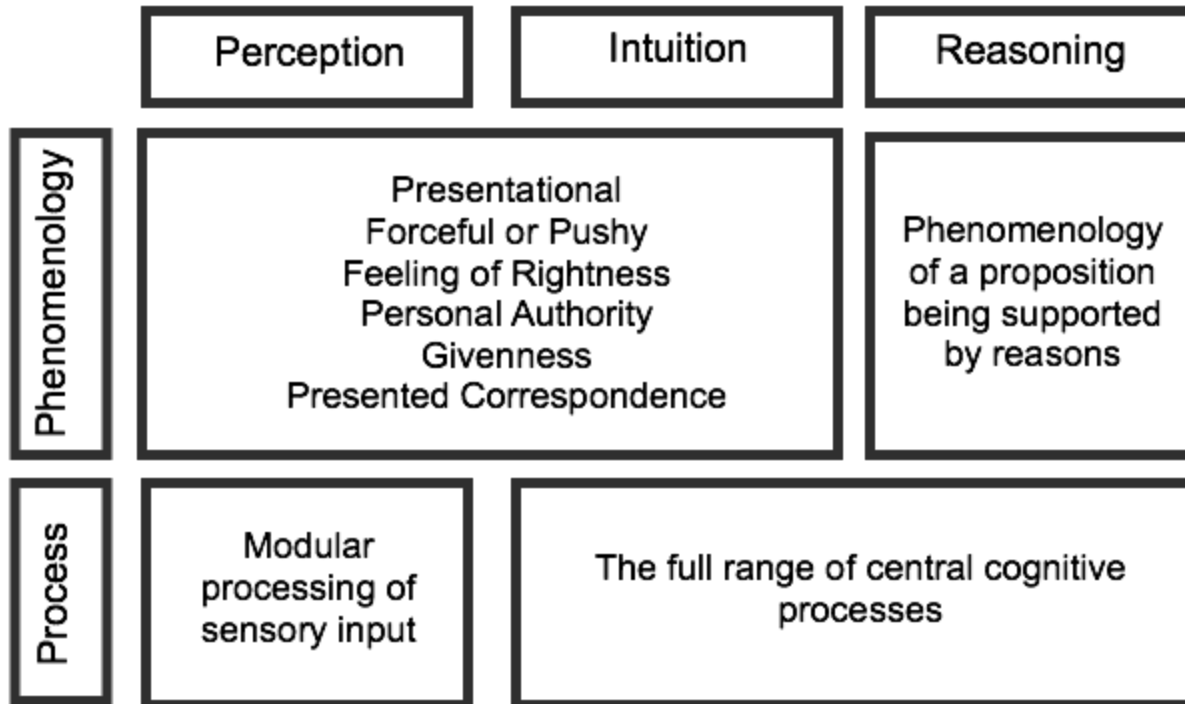 Perception
Intuition
Reasoning
Phenomenology
Presentational
Forceful or Pushy
Feeling of Rightness
Personal Authority
Givenness
Presented Correspondence
Phenomenology
of a proposition
being supported
by reasons
Process
Modular
processing of
sensory input
The full range of central cognitive
processes